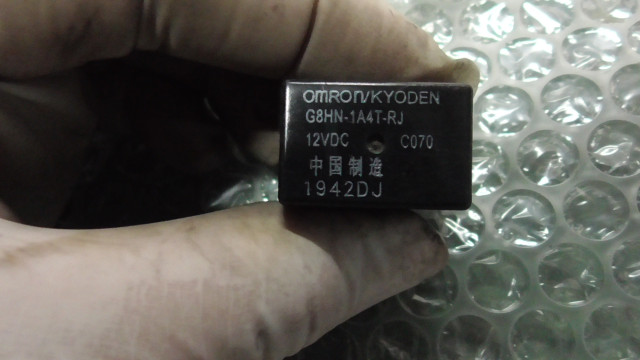 OMRON/KYODEN
G8HN-1A4T-RJ
12VDC C070
中国制造
1942DJ